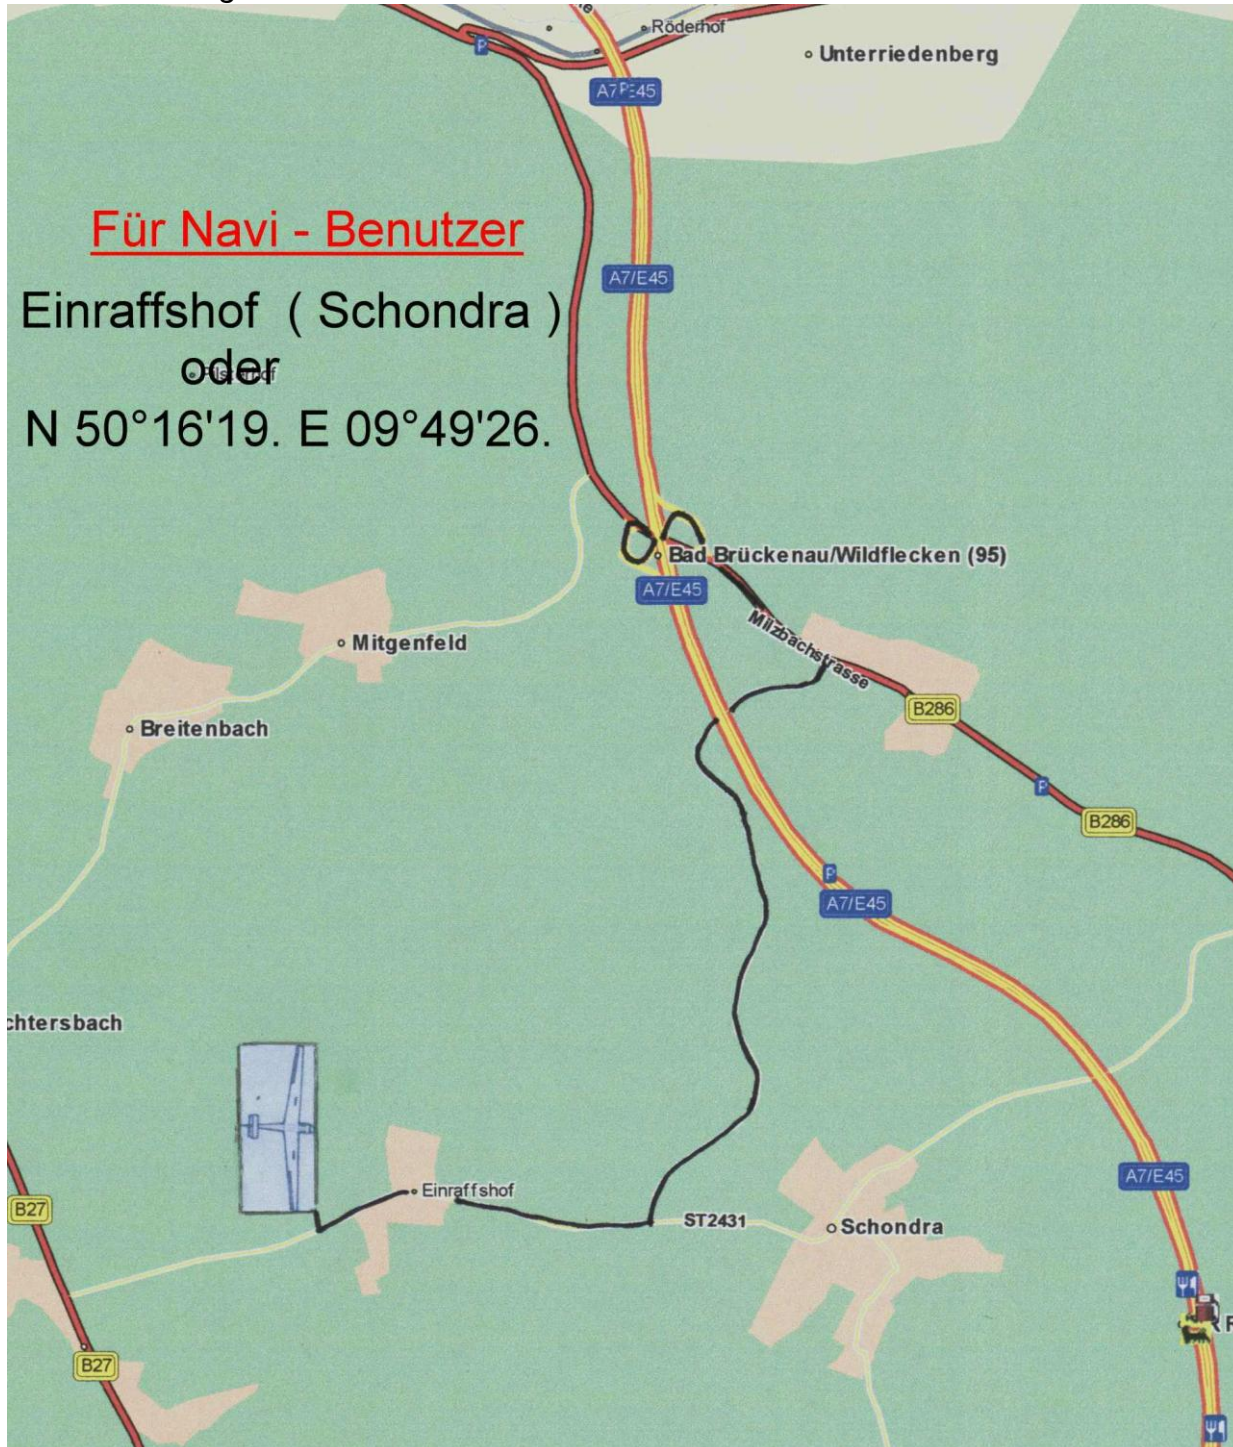 Röderhof
Unterriedenberg
A7/E45
P
Für Navi - Benutzer
A7/E45
Einraffshof ( Schondra )
oder
N 50°16'19. E 09°49'26.
Bad Brückenau/Wildflecken (95)
A7/E45
Milzbachstrasse
Mitgenfeld
B286
Breitenbach
P
B286
P
A7/E45
chtersbach
A7/E45
Einraffshof
B27
ST2431
Schondra
B27